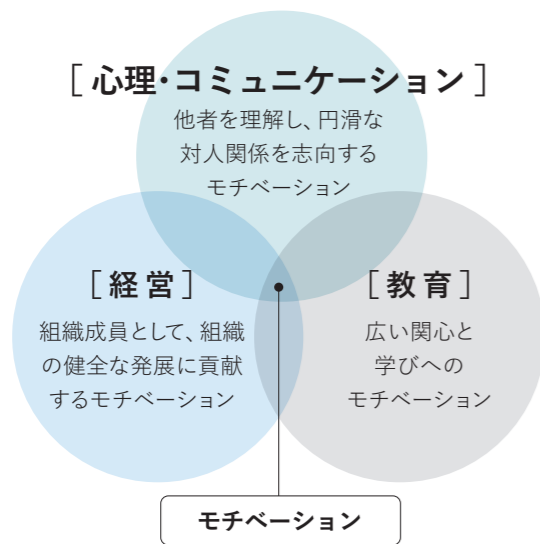 ［心理・コミュニケーション］
他者を理解し、円滑な
対人関係を志向する
モチベーション
［経営］
組織成員として、組織
の健全な発展に貢献
するモチベーション
［教育］
広い関心と
学びへの
モチベーション
モチベーション